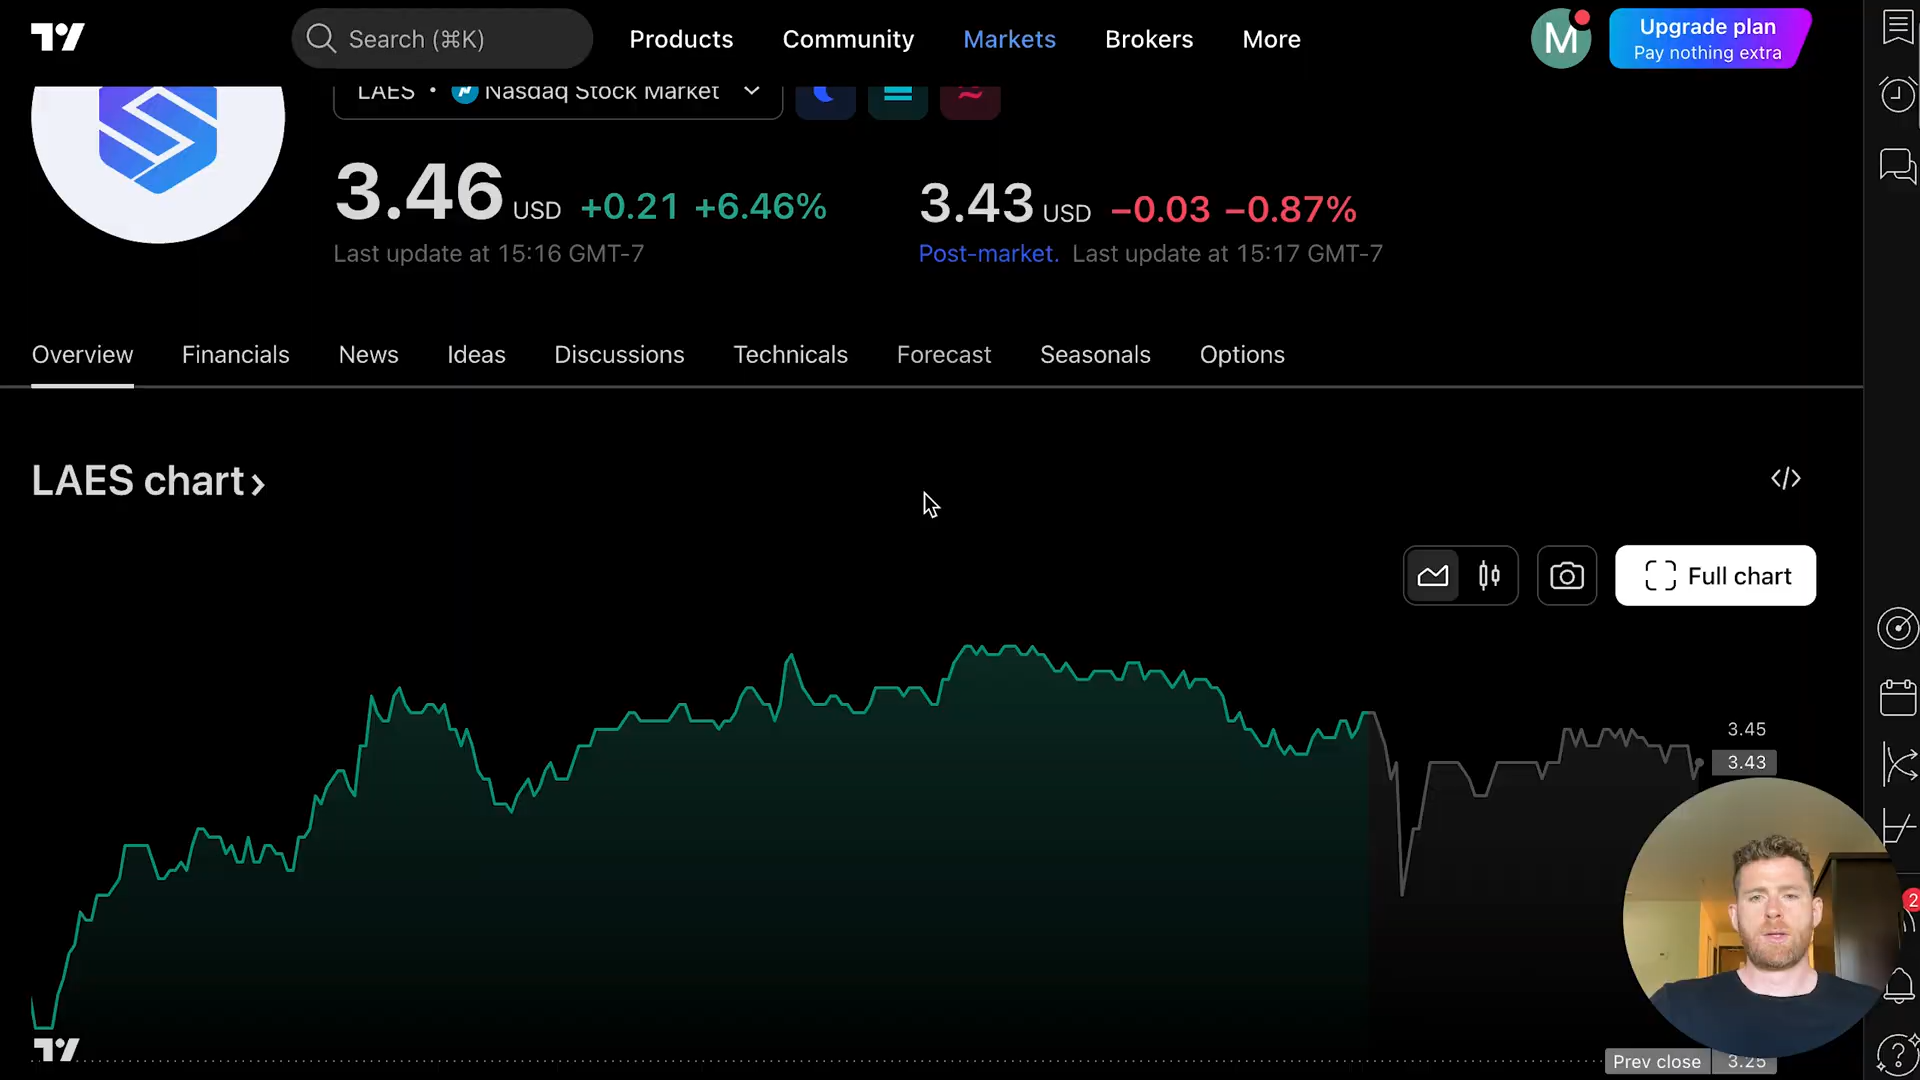 Search (⌘K)
Products
Community
Markets
Brokers
More
M
Upgrade plan
Pay nothing extra
LAES • Nasdaq Stock Market
3.46 USD +0.21 +6.46%
Last update at 15:16 GMT-7
3.43 USD −0.03 −0.87%
Post-market. Last update at 15:17 GMT-7
Overview
Financials
News
Ideas
Discussions
Technicals
Forecast
Seasonals
Options
LAES chart
</>
Full chart
3.45
3.43
2
Prev close 3.25